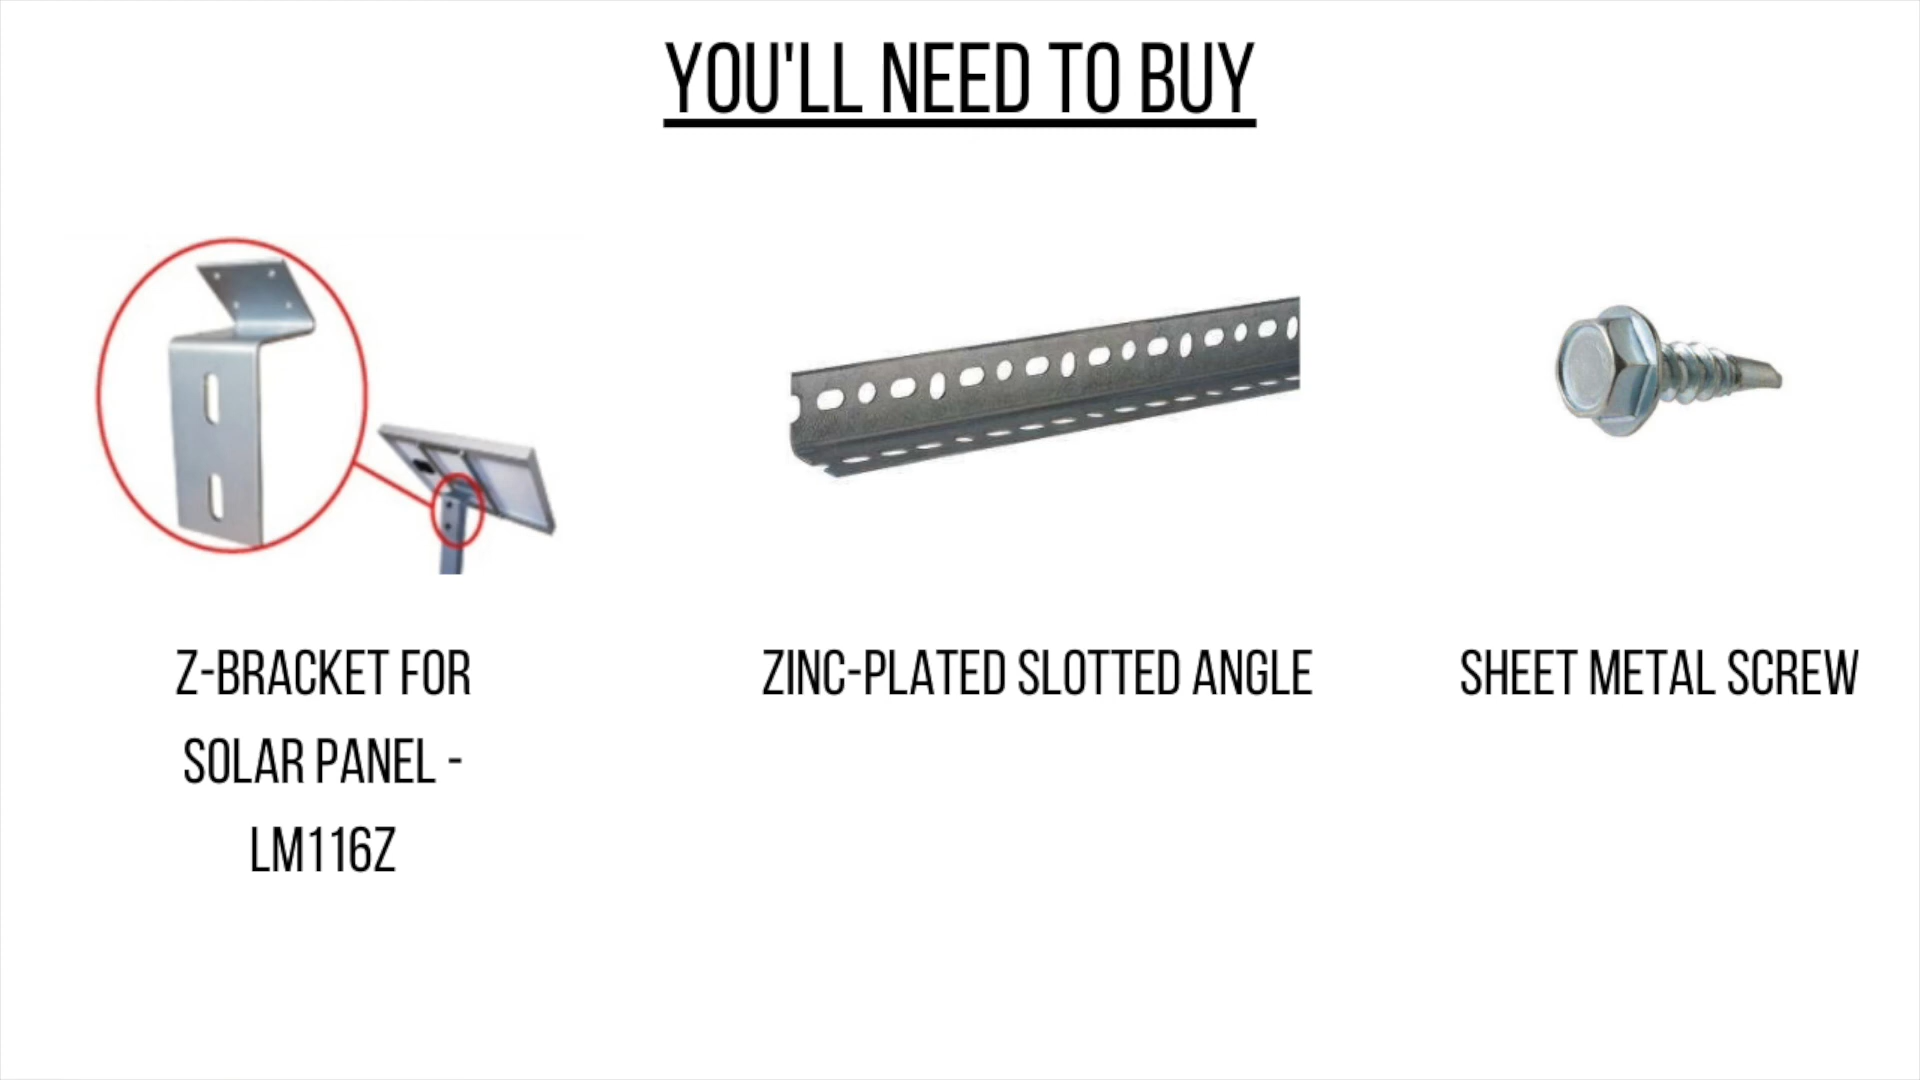 YOU'LL NEED TO BUY
Z-BRACKET FOR
SOLAR PANEL -
LM116Z
ZINC-PLATED SLOTTED ANGLE
SHEET METAL SCREW